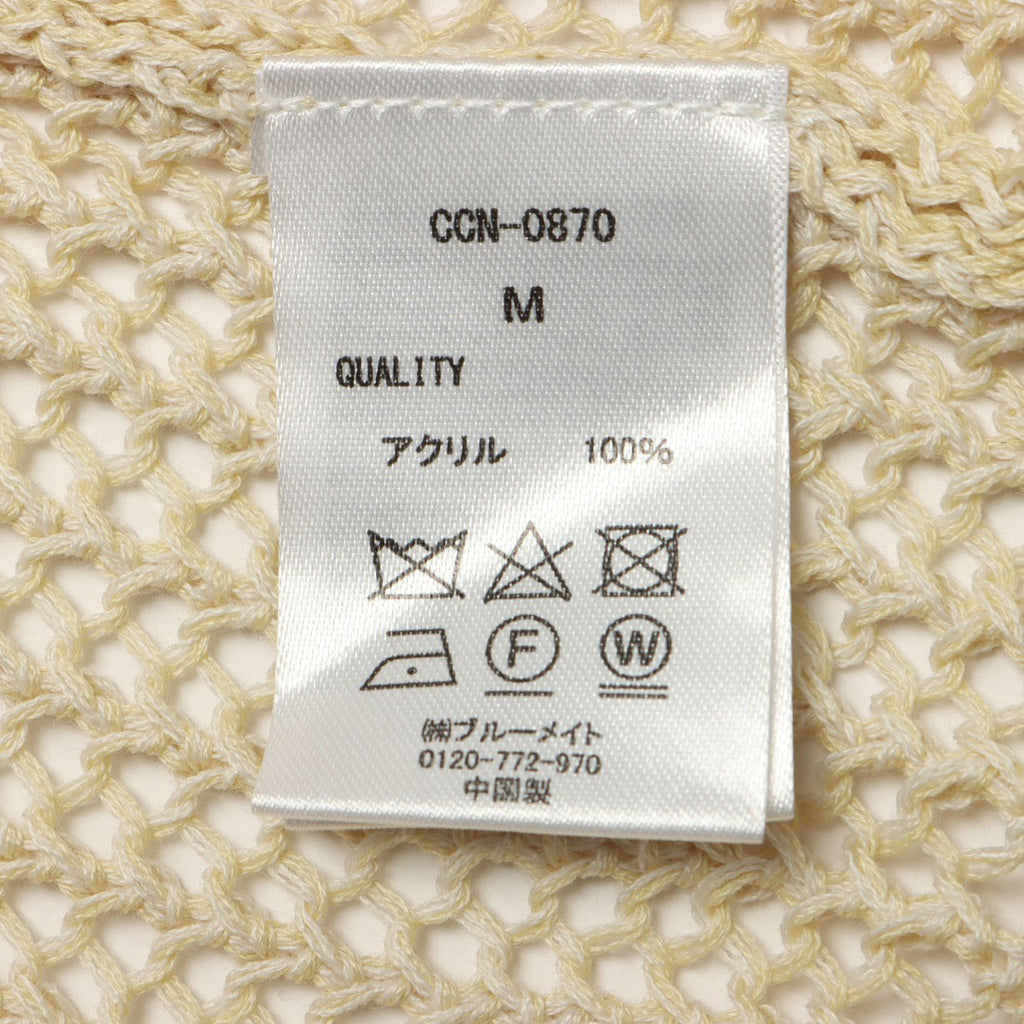 CCN-0870
M
QUALITY
アクリル 100%
F W
㈱ブルーメイト
0120-772-970
中国製